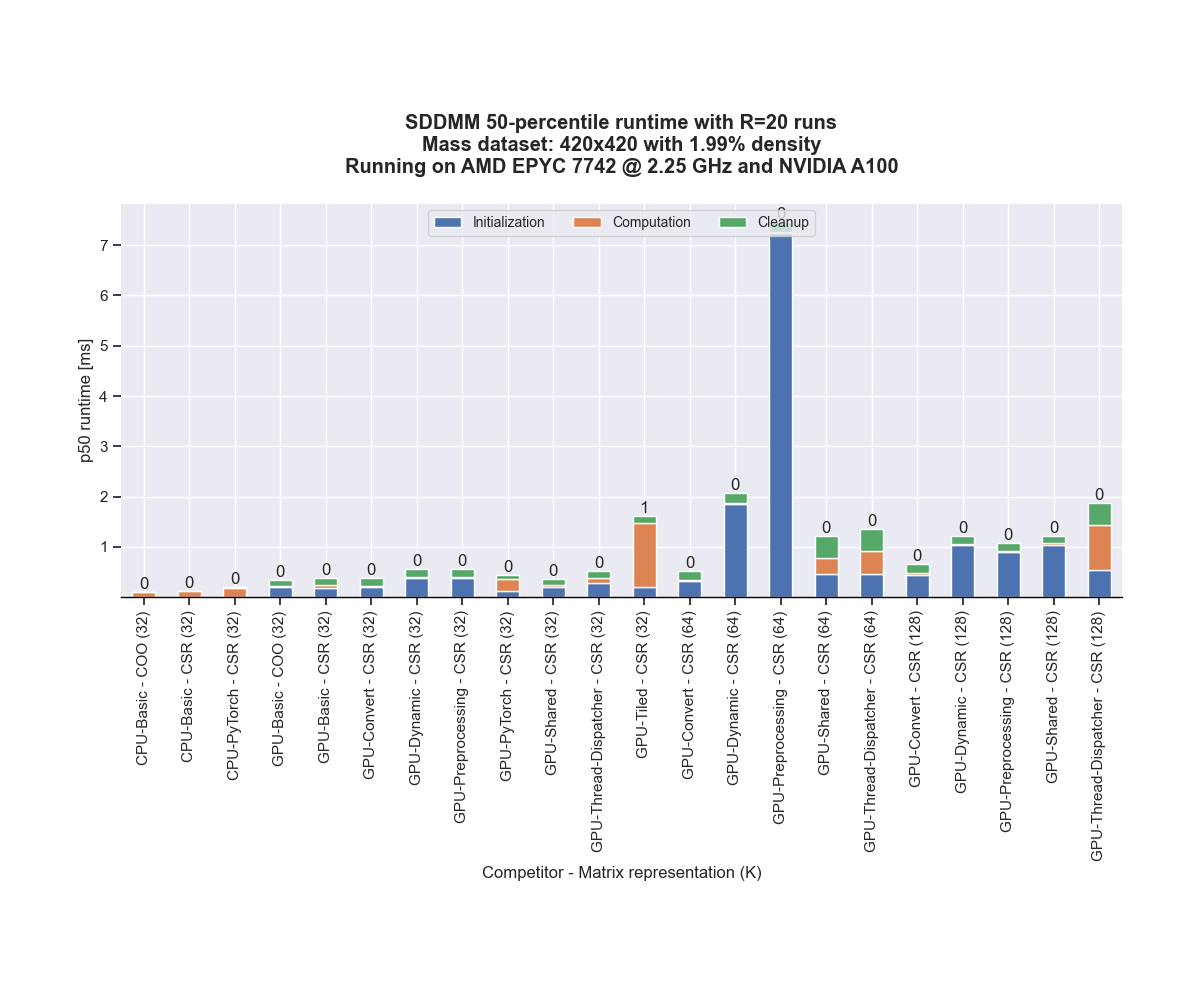 SDDMM 50-percentile runtime with R=20 runs
Mass dataset: 420x420 with 1.99% density
Running on AMD EPYC 7742 @ 2.25 GHz and NVIDIA A100
Initialization Computation Cleanup
p50 runtime [ms]
7
6
5
4
3
2
1
0
0
0
0
0
0
0
0
0
0
0
1
0
0
0
0
0
0
0
0
0
0
CPU-Basic - COO (32)
CPU-Basic - CSR (32)
CPU-PyTorch - CSR (32)
GPU-Basic - COO (32)
GPU-Basic - CSR (32)
GPU-Convert - CSR (32)
GPU-Dynamic - CSR (32)
GPU-Preprocessing - CSR (32)
GPU-PyTorch - CSR (32)
GPU-Shared - CSR (32)
GPU-Thread-Dispatcher - CSR (32)
GPU-Tiled - CSR (32)
GPU-Convert - CSR (64)
GPU-Dynamic - CSR (64)
GPU-Preprocessing - CSR (64)
GPU-Shared - CSR (64)
GPU-Thread-Dispatcher - CSR (64)
GPU-Convert - CSR (128)
GPU-Dynamic - CSR (128)
GPU-Preprocessing - CSR (128)
GPU-Shared - CSR (128)
GPU-Thread-Dispatcher - CSR (128)
Competitor - Matrix representation (K)